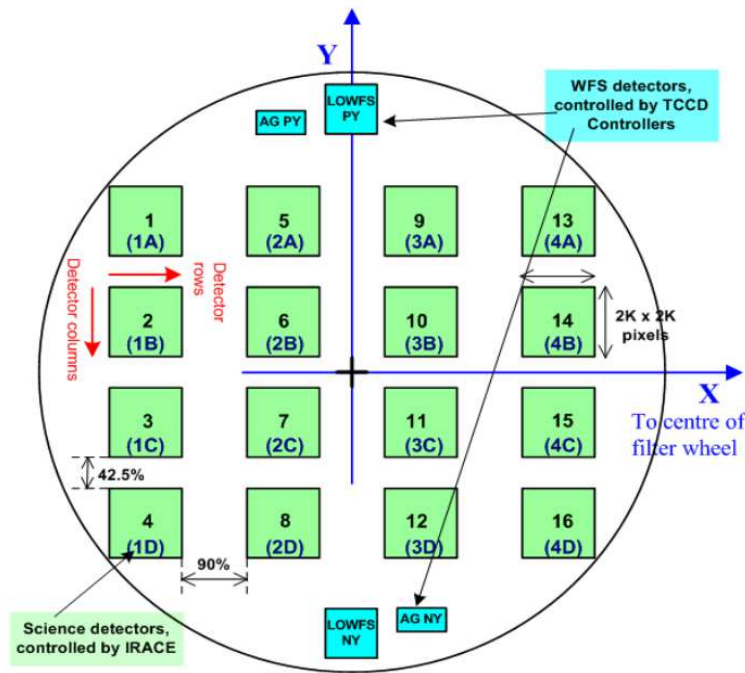 Y
LOWFS
PY
AG PY
WFS detectors,
controlled by TCCD
Controllers
1
(1A)
5
(2A)
9
(3A)
13
(4A)
Detector
rows
Detector columns
2
(1B)
6
(2B)
10
(3B)
14
(4B)
2K x 2K
pixels
X
To centre of
filter wheel
3
(1C)
7
(2C)
11
(3C)
15
(4C)
42.5%
4
(1D)
8
(2D)
12
(3D)
16
(4D)
90%
LOWFS
NY
AG NY
Science detectors,
controlled by IRACE